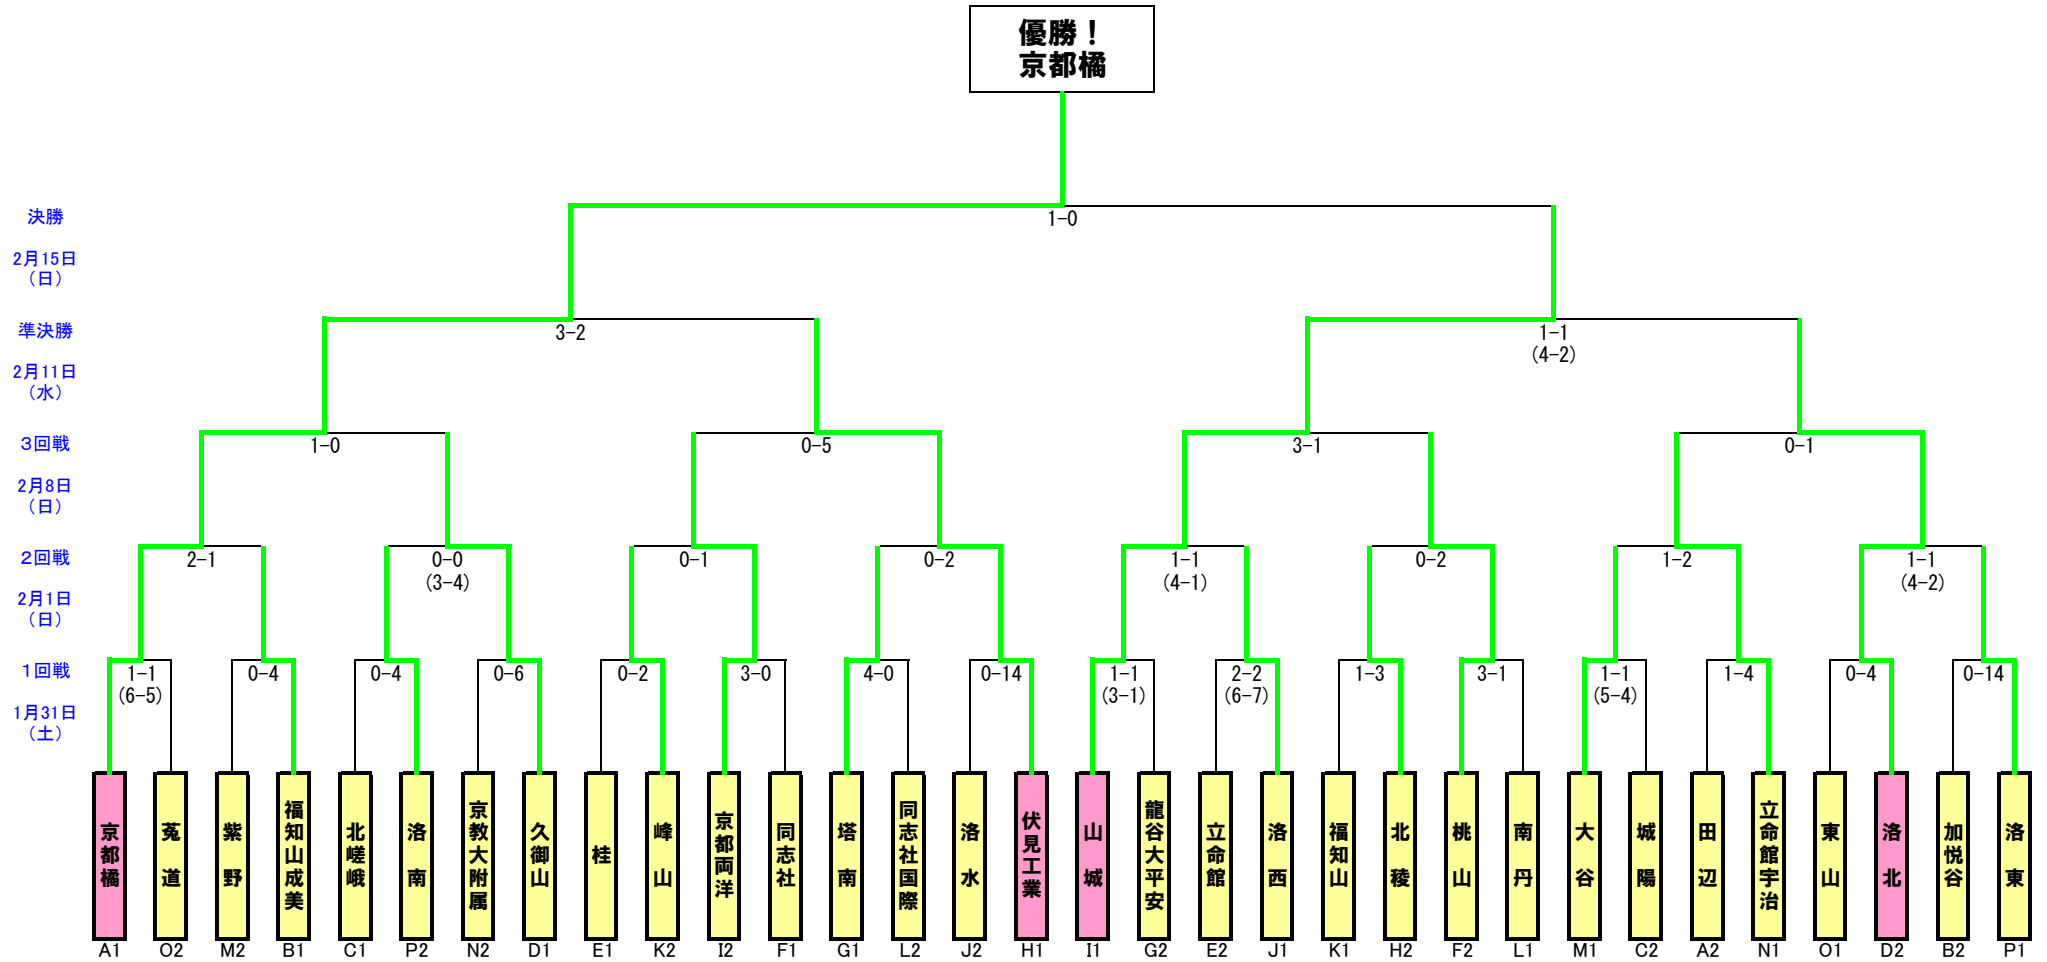 優勝！
京都橘
決勝
1-0
2月15日
（日）
準決勝
3-2
1-1
(4-2)
2月11日
（水）
３回戦
1-0
0-5
3-1
0-1
2月8日
（日）
２回戦
2-1
0-0
(3-4)
0-1
0-2
1-1
(4-1)
0-2
1-2
1-1
(4-2)
2月1日
（日）
１回戦
1-1
(6-5)
0-4
0-4
0-6
0-2
3-0
4-0
0-14
1-1
(3-1)
2-2
(6-7)
1-3
3-1
1-1
(5-4)
1-4
0-4
0-14
1月31日
（土）
京都橘
菟道
紫野
福知山成美
北嵯峨
洛南
京教大附属
久御山
桂
峰山
京都両洋
同志社
塔南
同志社国際
洛水
伏見工業
山城
龍谷大平安
立命館
洛西
福知山
北稜
桃山
南丹
大谷
城陽
田辺
立命館宇治
東山
洛北
加悦谷
洛東
A1
O2
M2
B1
C1
P2
N2
D1
E1
K2
I2
F1
G1
L2
J2
H1
I1
G2
E2
J1
K1
H2
F2
L1
M1
C2
A2
N1
O1
D2
B2
P1